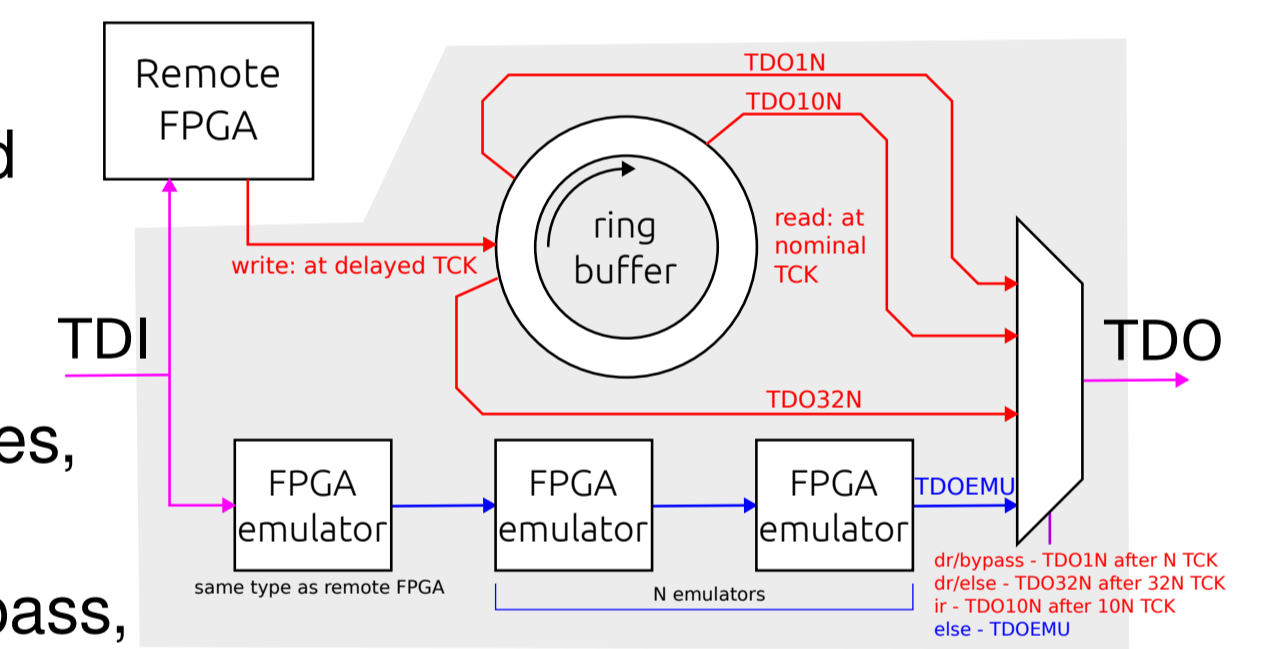 Remote
FPGA
d
TDO1N
TDO10N
ring
buffer
read: at
nominal
TCK
write: at delayed TCK
TDI
TDO
TDO32N
es,
FPGA
emulator
FPGA
emulator
FPGA
emulator
TDOEMU
same type as remote FPGA
N emulators
dr/bypass - TDO1N after N TCK
dr/else - TDO32N after 32N TCK
ir - TDO10N after 10N TCK
else - TDOEMU
pass,